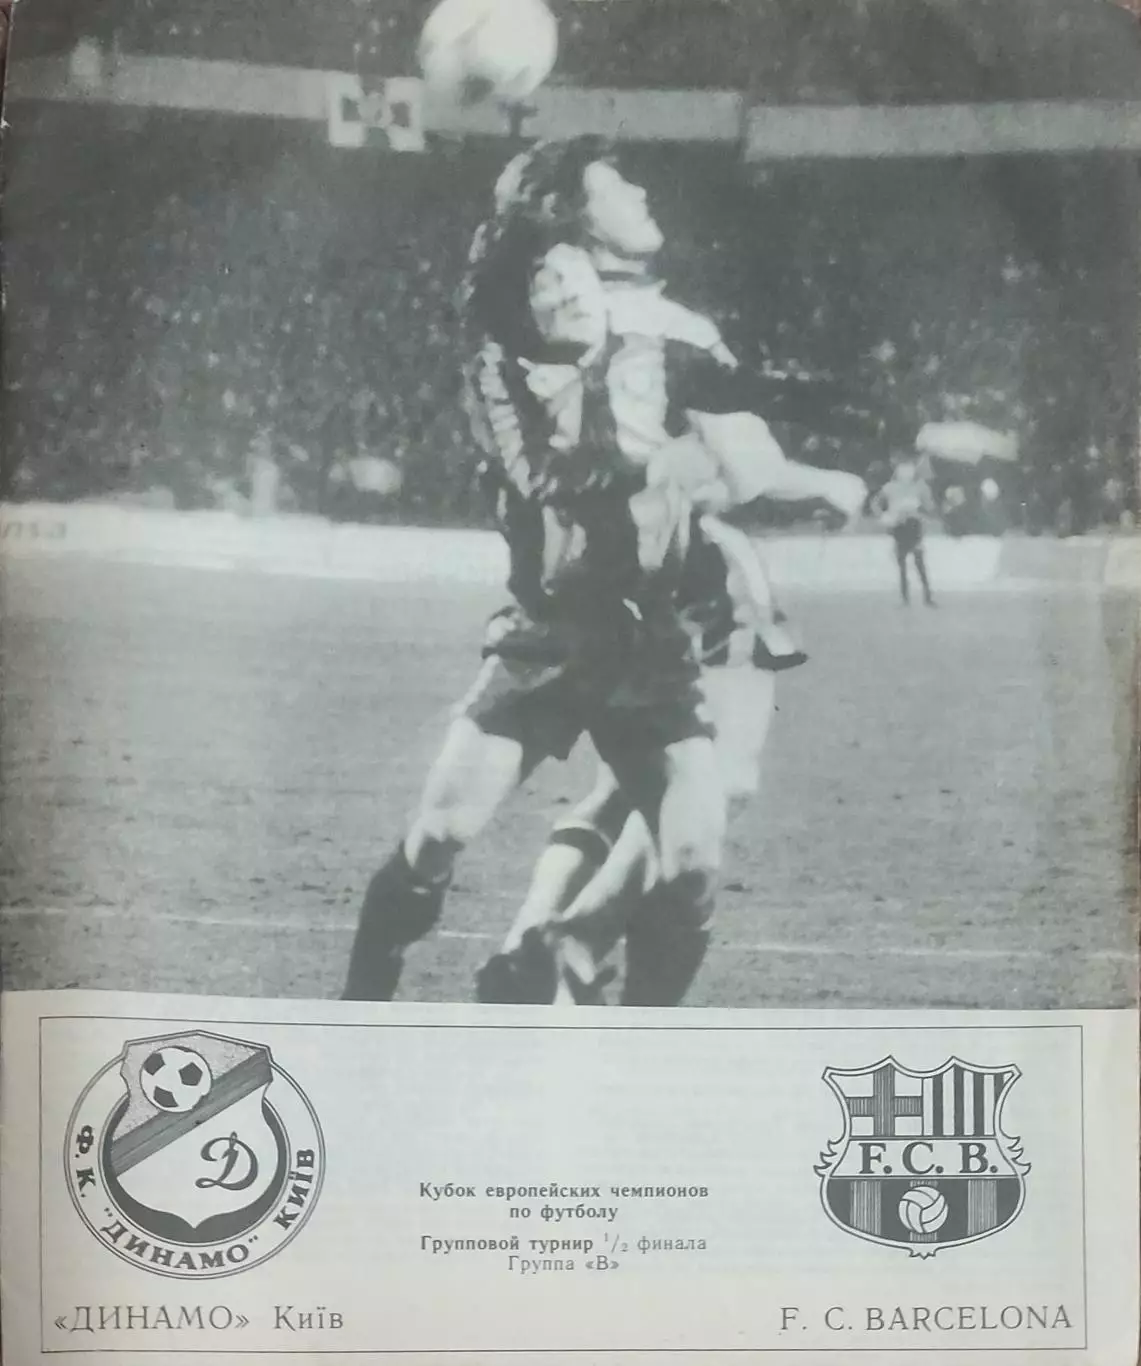 Ф.К. "ДИНАМО" КИЇВ
Д
F. C. B.
Кубок европейских чемпионов
по футболу
Групповой турнир 1/2 финала
Группа «В»
«ДИНАМО» Київ
F. C. BARCELONA